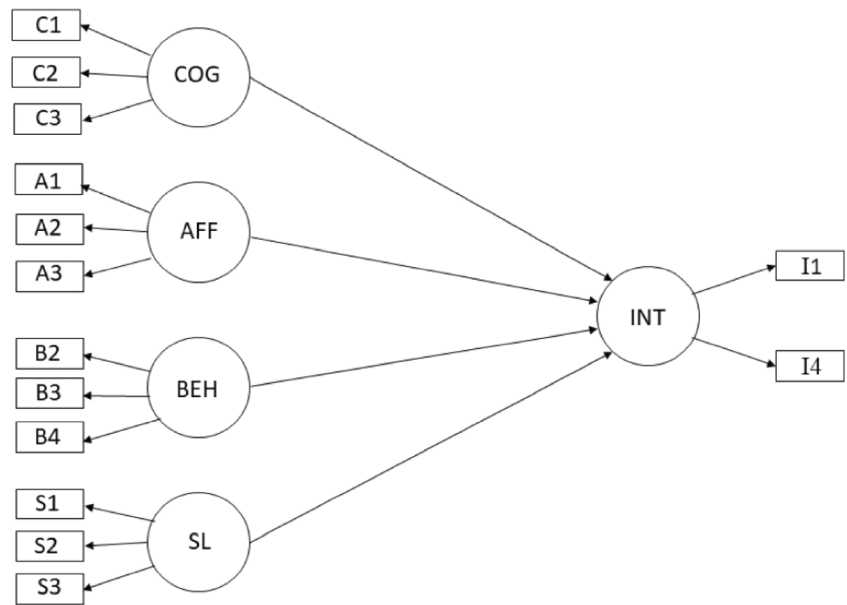 C1
C2
C3
COG
A1
A2
A3
AFF
B2
B3
B4
BEH
S1
S2
S3
SL
INT
I1
I4